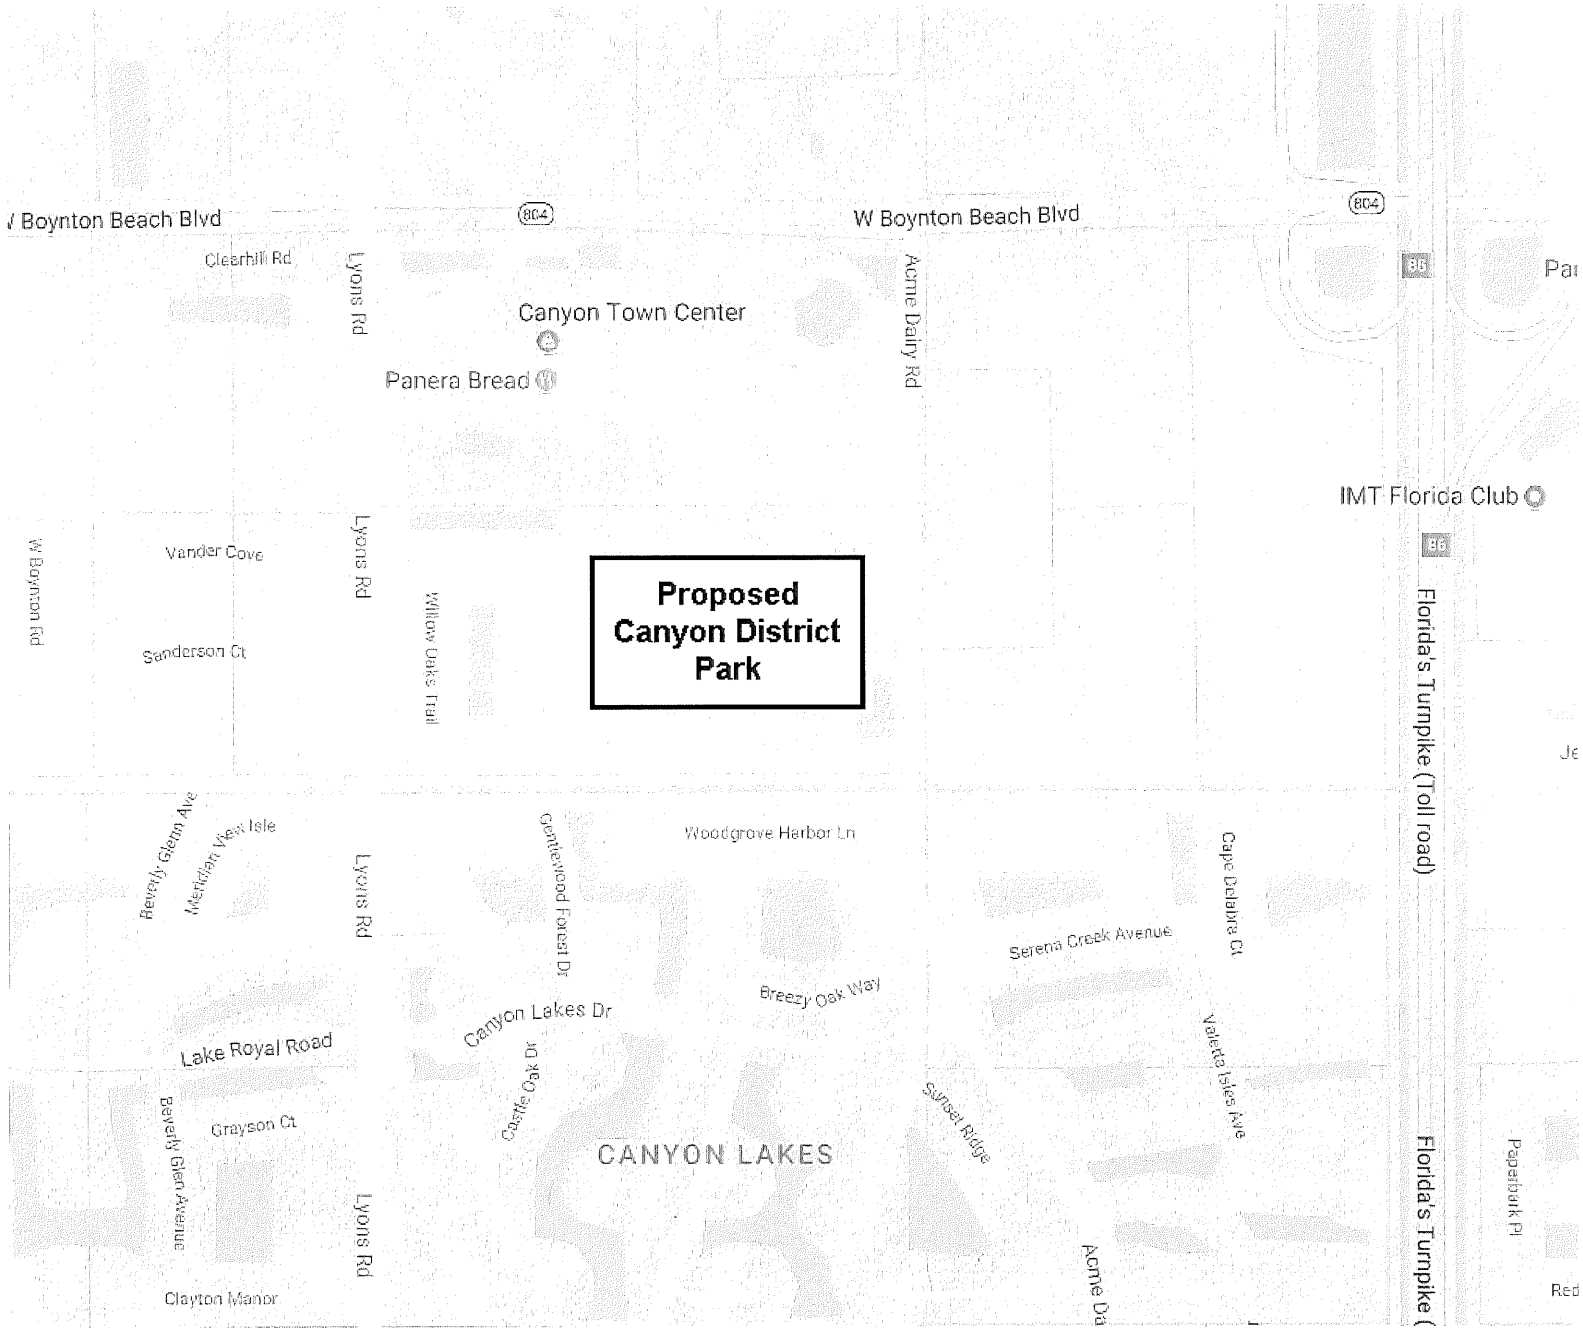 W Boynton Beach Blvd
804
W Boynton Beach Blvd
804
Clearhill Rd
Lyons Rd
Acme Dairy Rd
86
Canyon Town Center
Panera Bread
IMT Florida Club
86
W Boynton Rd
Vander Cove
Lyons Rd
Sanderson Ct
Willow Oaks Trail
Proposed
Canyon District
Park
Florida's Turnpike (Toll road)
Je
Beverly Glenn Ave
Meridian View Isle
Lyons Rd
Gentlewood Forest Dr
Woodgrove Harbor Ln
Cape Delabra Ct
Serena Creek Avenue
Breezy Oak Way
Canyon Lakes Dr
Lake Royal Road
Castle Oak Dr
Valetta Isles Ave
Sunset Ridge
Beverly Glen Avenue
Grayson Ct
CANYON LAKES
Lyons Rd
Florida's Turnpike (
Paperbark Pl
Acme Da
Clayton Manor
Red